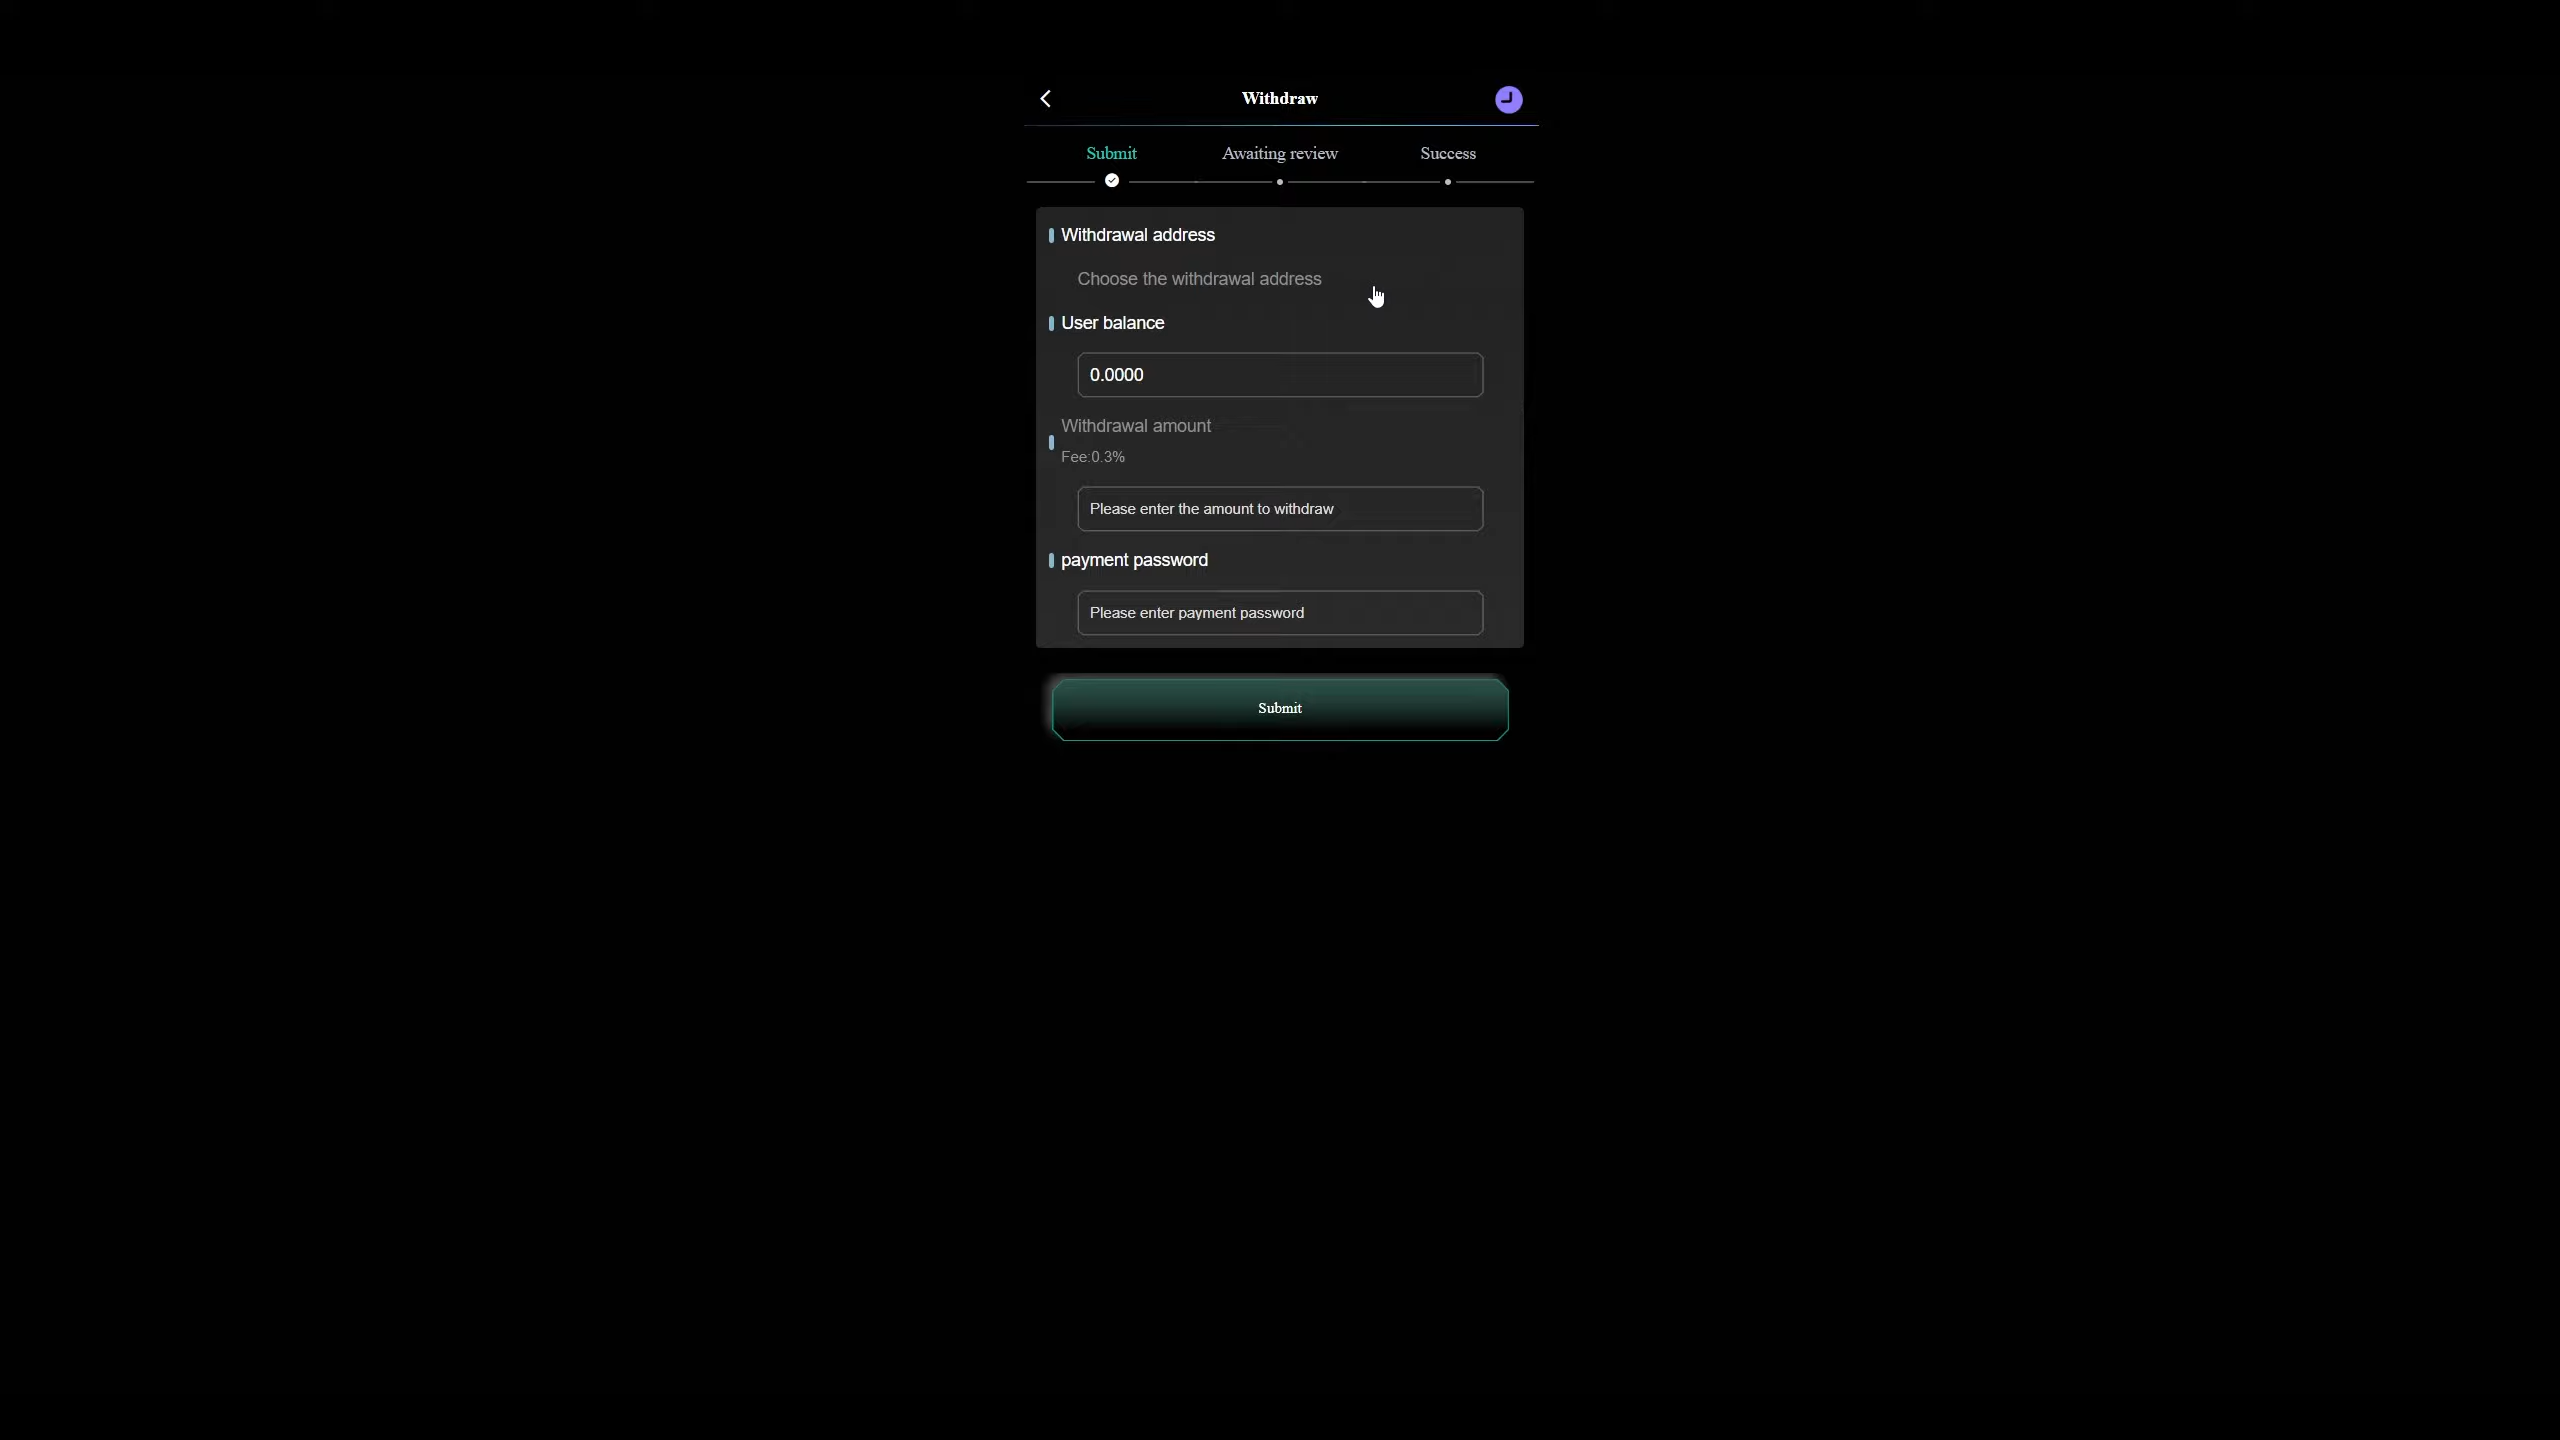 Withdraw
Submit
Awaiting review
Success
Withdrawal address
Choose the withdrawal address
User balance
0.0000
Withdrawal amount
Fee:0.3%
Please enter the amount to withdraw
payment password
Please enter payment password
Submit